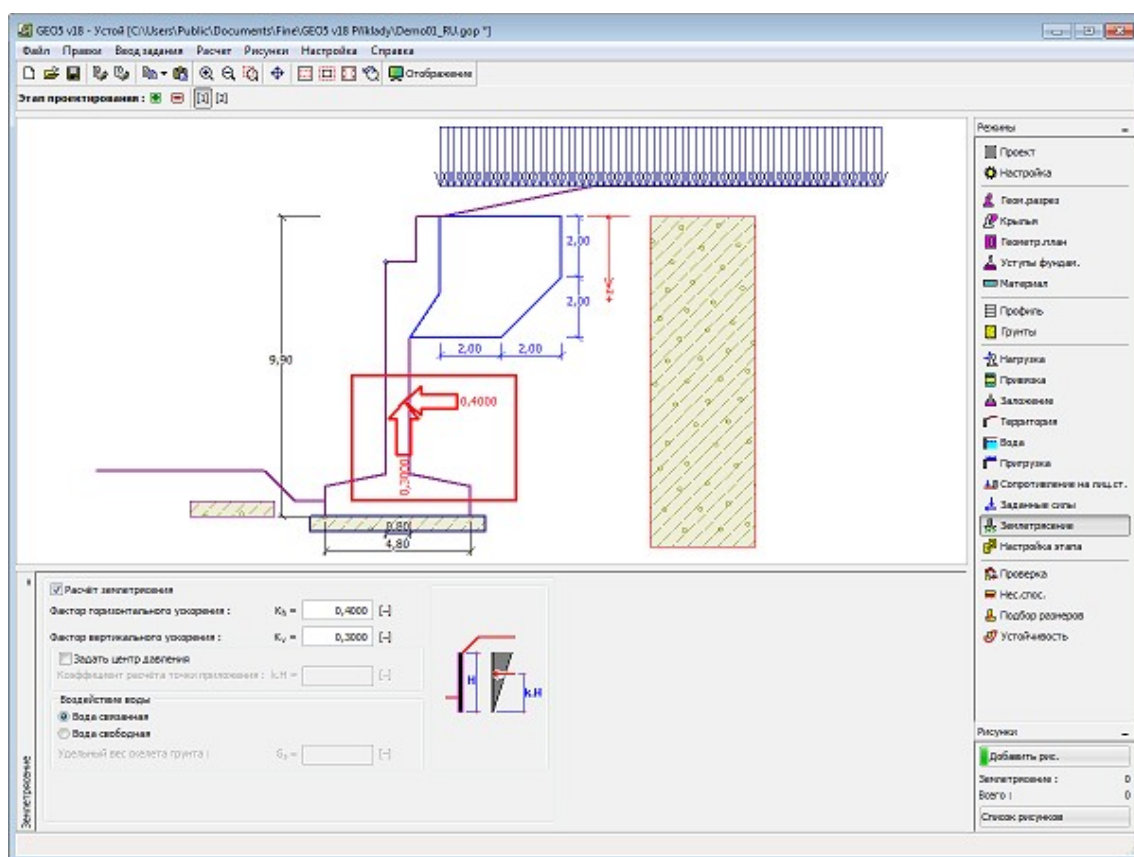 GEO5 v18 - Устой [C:\Users\Public\Documents\Fine\GEO5 v18 Příklady\Demo01_RU.gop *]
Файл Правки Ввод задания Расчет Рисунки Настройка Справка
Отображение
Этап проектирования : [1] [2]
2,00
+z
2,00
9,90
2,00 2,00
0,4000
0,3000
0,80
4,80
Режимы
Проект
Настройка
Геом.разрез
Крылья
Геометр.план
Уступы фундам.
Материал
Профиль
Грунты
Нагрузка
Привязка
Заложение
Территория
Вода
Пригрузка
Сопротивление на лиц.ст.
Заданные силы
Землетрясение
Настройка этапа
Проверка
Нес.спос.
Подбор размеров
Устойчивость
Расчёт землетрясения
Фактор горизонтального ускорения : Kh = 0,4000 [–]
Фактор вертикального ускорения : Kv = 0,3000 [–]
Задать центр давления
Коэффициент расчёта точки приложения : k.H = [–]
Воздействие воды
Вода связанная
Вода свободная
Удельный вес скелета грунта : Gs = [–]
H k.H
Землетрясение
Рисунки
Добавить рис.
Землетрясение : 0
Всего : 0
Список рисунков